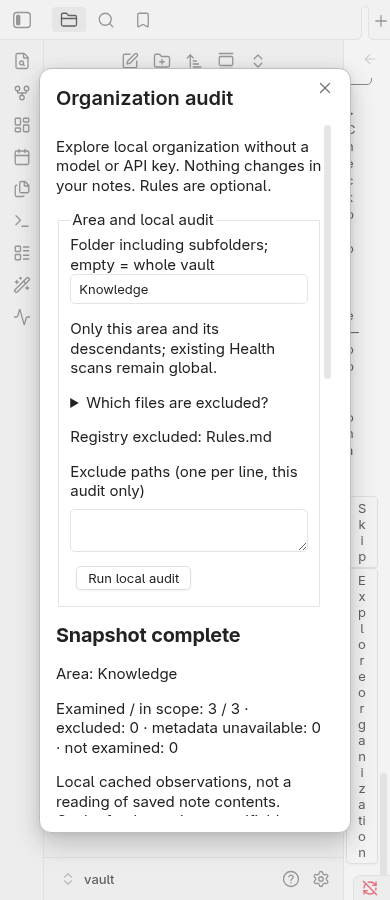 Organization audit
Explore local organization without a
model or API key. Nothing changes in
your notes. Rules are optional.
Area and local audit
Folder including subfolders;
empty = whole vault
Knowledge
Only this area and its
descendants; existing Health
scans remain global.
▶ Which files are excluded?
Registry excluded: Rules.md
Exclude paths (one per line, this
audit only)
Run local audit
Snapshot complete
Area: Knowledge
Examined / in scope: 3 / 3 ·
excluded: 0 · metadata unavailable: 0
· not examined: 0
Local cached observations, not a
reading of saved note contents.
S
k
i
p
E
x
p
l
o
r
e
o
r
g
a
n
i
z
a
ti
o
n
vault